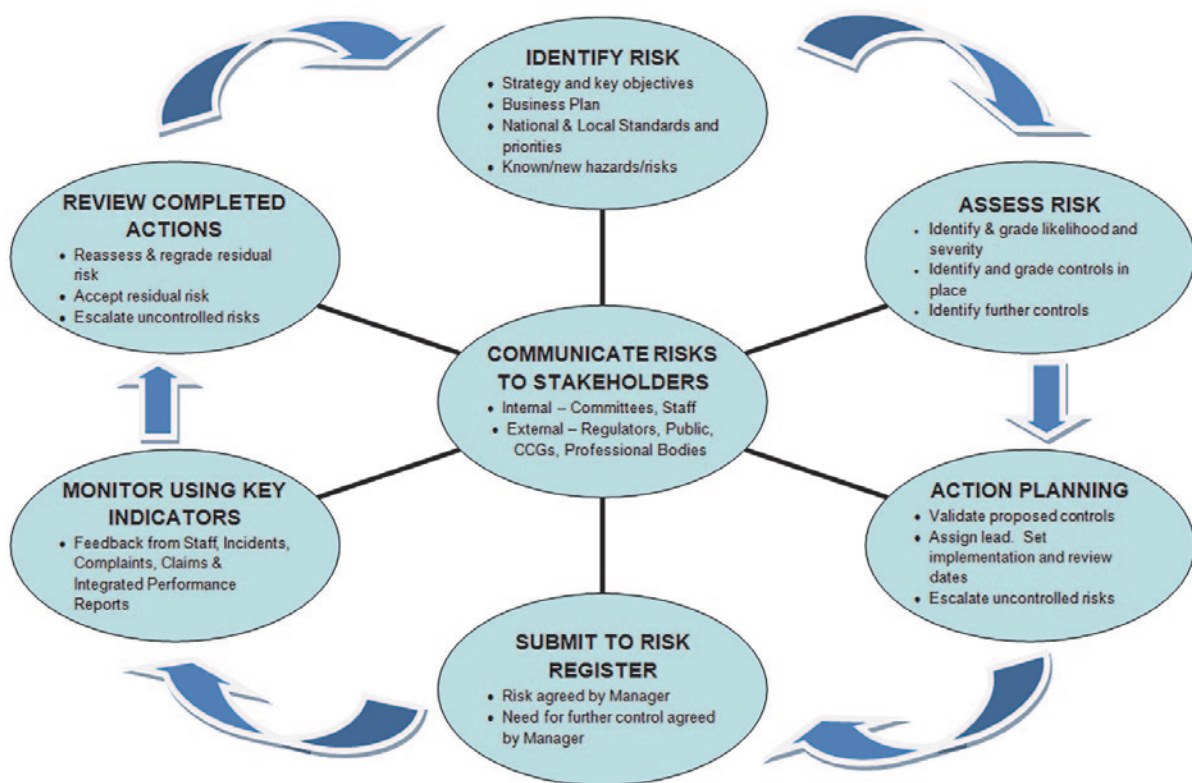 IDENTIFY RISK
• Strategy and key objectives
• Business Plan
• National & Local Standards and
priorities
• Known/new hazards/risks
ASSESS RISK
• Identify & grade likelihood and
severity
• Identify and grade controls in
place
• Identify further controls
ACTION PLANNING
• Validate proposed controls
• Assign lead. Set
implementation and review
dates
• Escalate uncontrolled risks
SUBMIT TO RISK
REGISTER
• Risk agreed by Manager
• Need for further control agreed
by Manager
MONITOR USING KEY
INDICATORS
• Feedback from Staff, Incidents,
Complaints, Claims &
Integrated Performance
Reports
REVIEW COMPLETED
ACTIONS
• Reassess & regrade residual
risk
• Accept residual risk
• Escalate uncontrolled risks
COMMUNICATE RISKS
TO STAKEHOLDERS
• Internal – Committees, Staff
• External – Regulators, Public,
CCGs, Professional Bodies